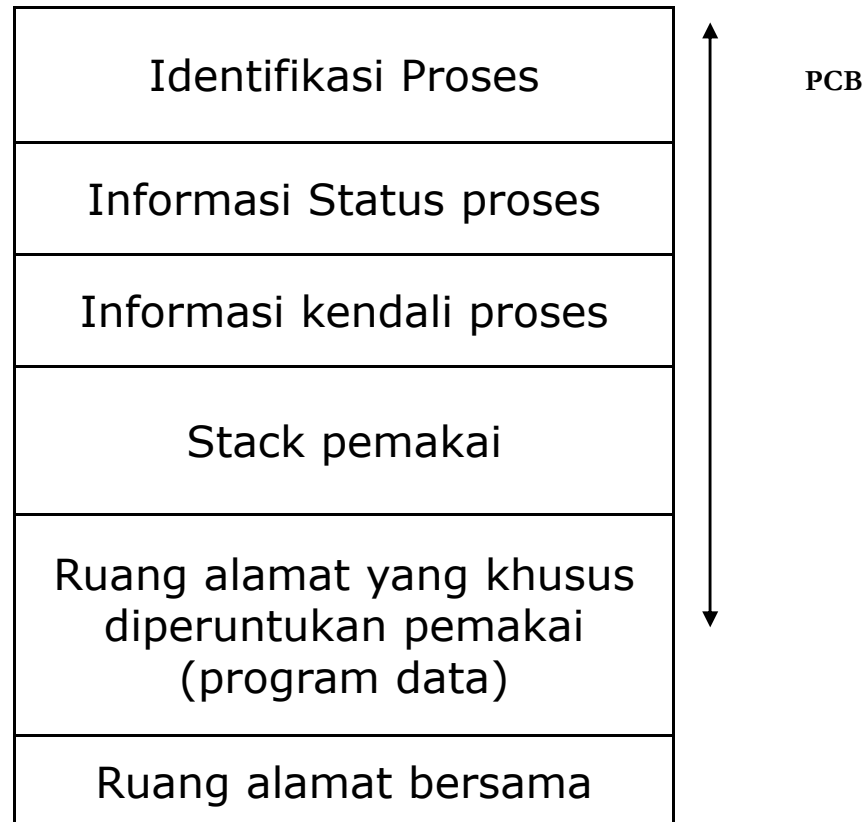 Identifikasi Proses
PCB
Informasi Status proses
Informasi kendali proses
Stack pemakai
Ruang alamat yang khusus
diperuntukan pemakai
(program data)
Ruang alamat bersama